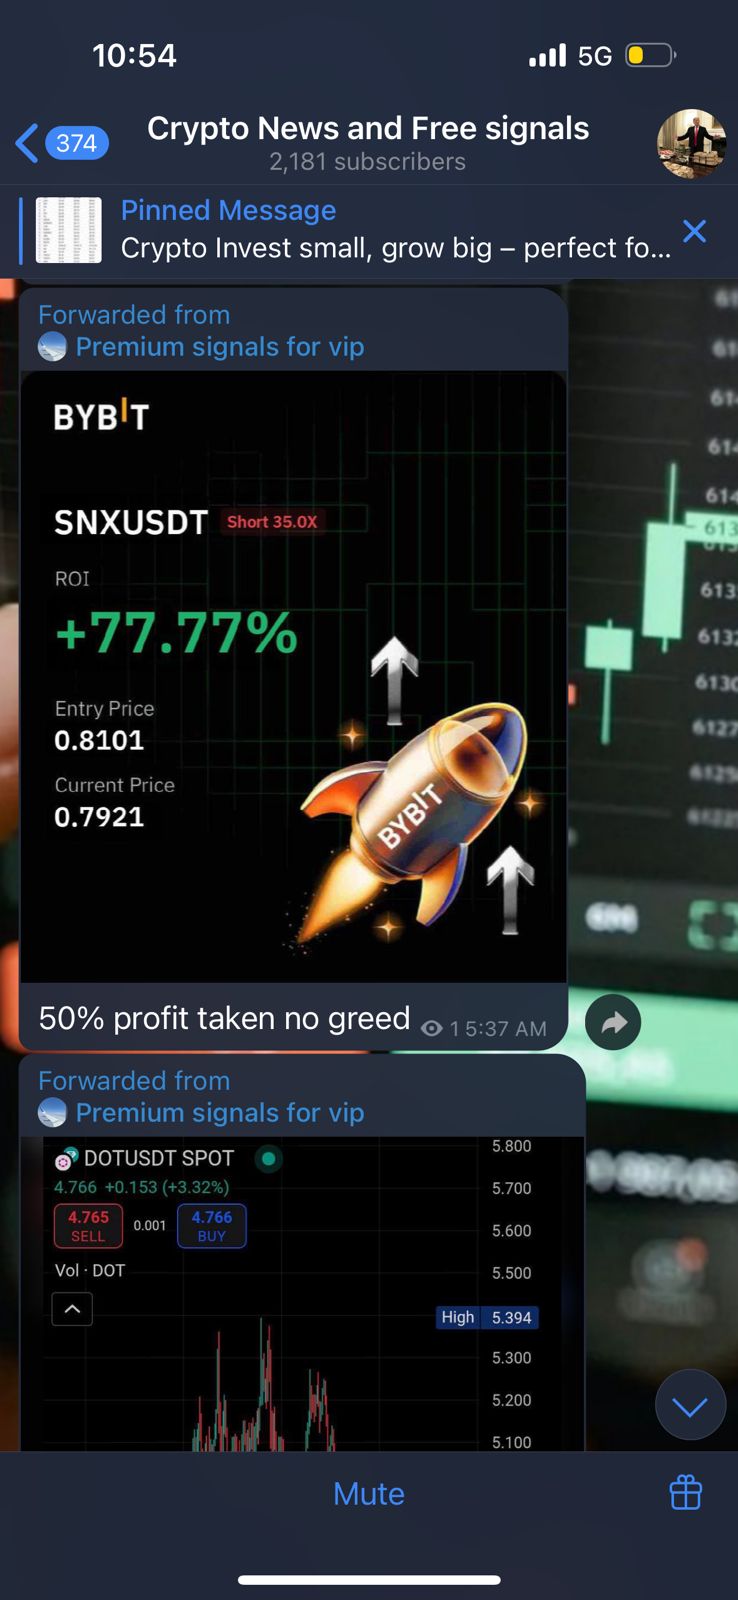 10:54
5G
374
Crypto News and Free signals
2,181 subscribers
Pinned Message
Crypto Invest small, grow big – perfect fo...
Forwarded from
Premium signals for vip
BYBIT
SNXUSDT Short 35.0X
ROI
+77.77%
Entry Price
0.8101
Current Price
0.7921
BYBIT
50% profit taken no greed 1 5:37 AM
Forwarded from
Premium signals for vip
DOTUSDT SPOT
4.766 +0.153 (+3.32%)
4.765
SELL
0.001
4.766
BUY
Vol · DOT
5.800
5.700
5.600
5.500
High 5.394
5.300
5.200
5.100
Mute